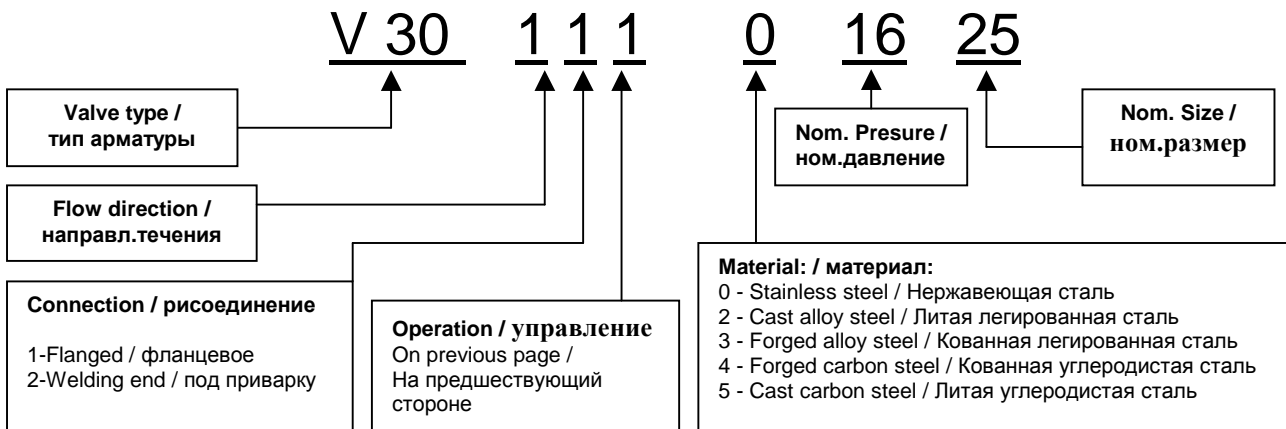 V 30 1 1 1 0 16 25
Valve type /
тип арматуры
Nom. Presure /
ном.давление
Nom. Size /
ном.размер
Flow direction /
направл.течения
Connection / рисоединение
1-Flanged / фланцевое
2-Welding end / под приварку
Operation / управление
On previous page /
На предшествующий
стороне
Material: / материал:
0 - Stainless steel / Нержавеющая сталь
2 - Cast alloy steel / Литая легированная сталь
3 - Forged alloy steel / Кованная легированная сталь
4 - Forged carbon steel / Кованная углеродистая сталь
5 - Cast carbon steel / Литая углеродистая сталь